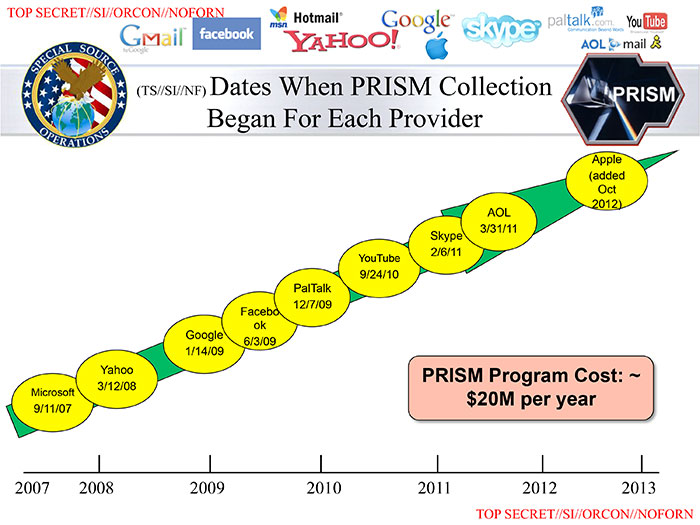 TOP SECRET//SI//ORCON//NOFORN
msn Hotmail
Google
skype
paltalk.com
Communication Beyond Words
YouTube
Gmail
by Google
facebook
YAHOO!
AOL mail
SPECIAL SOURCE
OPERATIONS
(TS//SI//NF) Dates When PRISM Collection
Began For Each Provider
PRISM
Microsoft
9/11/07
Yahoo
3/12/08
Google
1/14/09
Facebo
ok
6/3/09
PalTalk
12/7/09
YouTube
9/24/10
Skype
2/6/11
AOL
3/31/11
Apple
(added
Oct
2012)
PRISM Program Cost: ~
$20M per year
2007 2008 2009 2010 2011 2012 2013
TOP SECRET//SI//ORCON//NOFORN